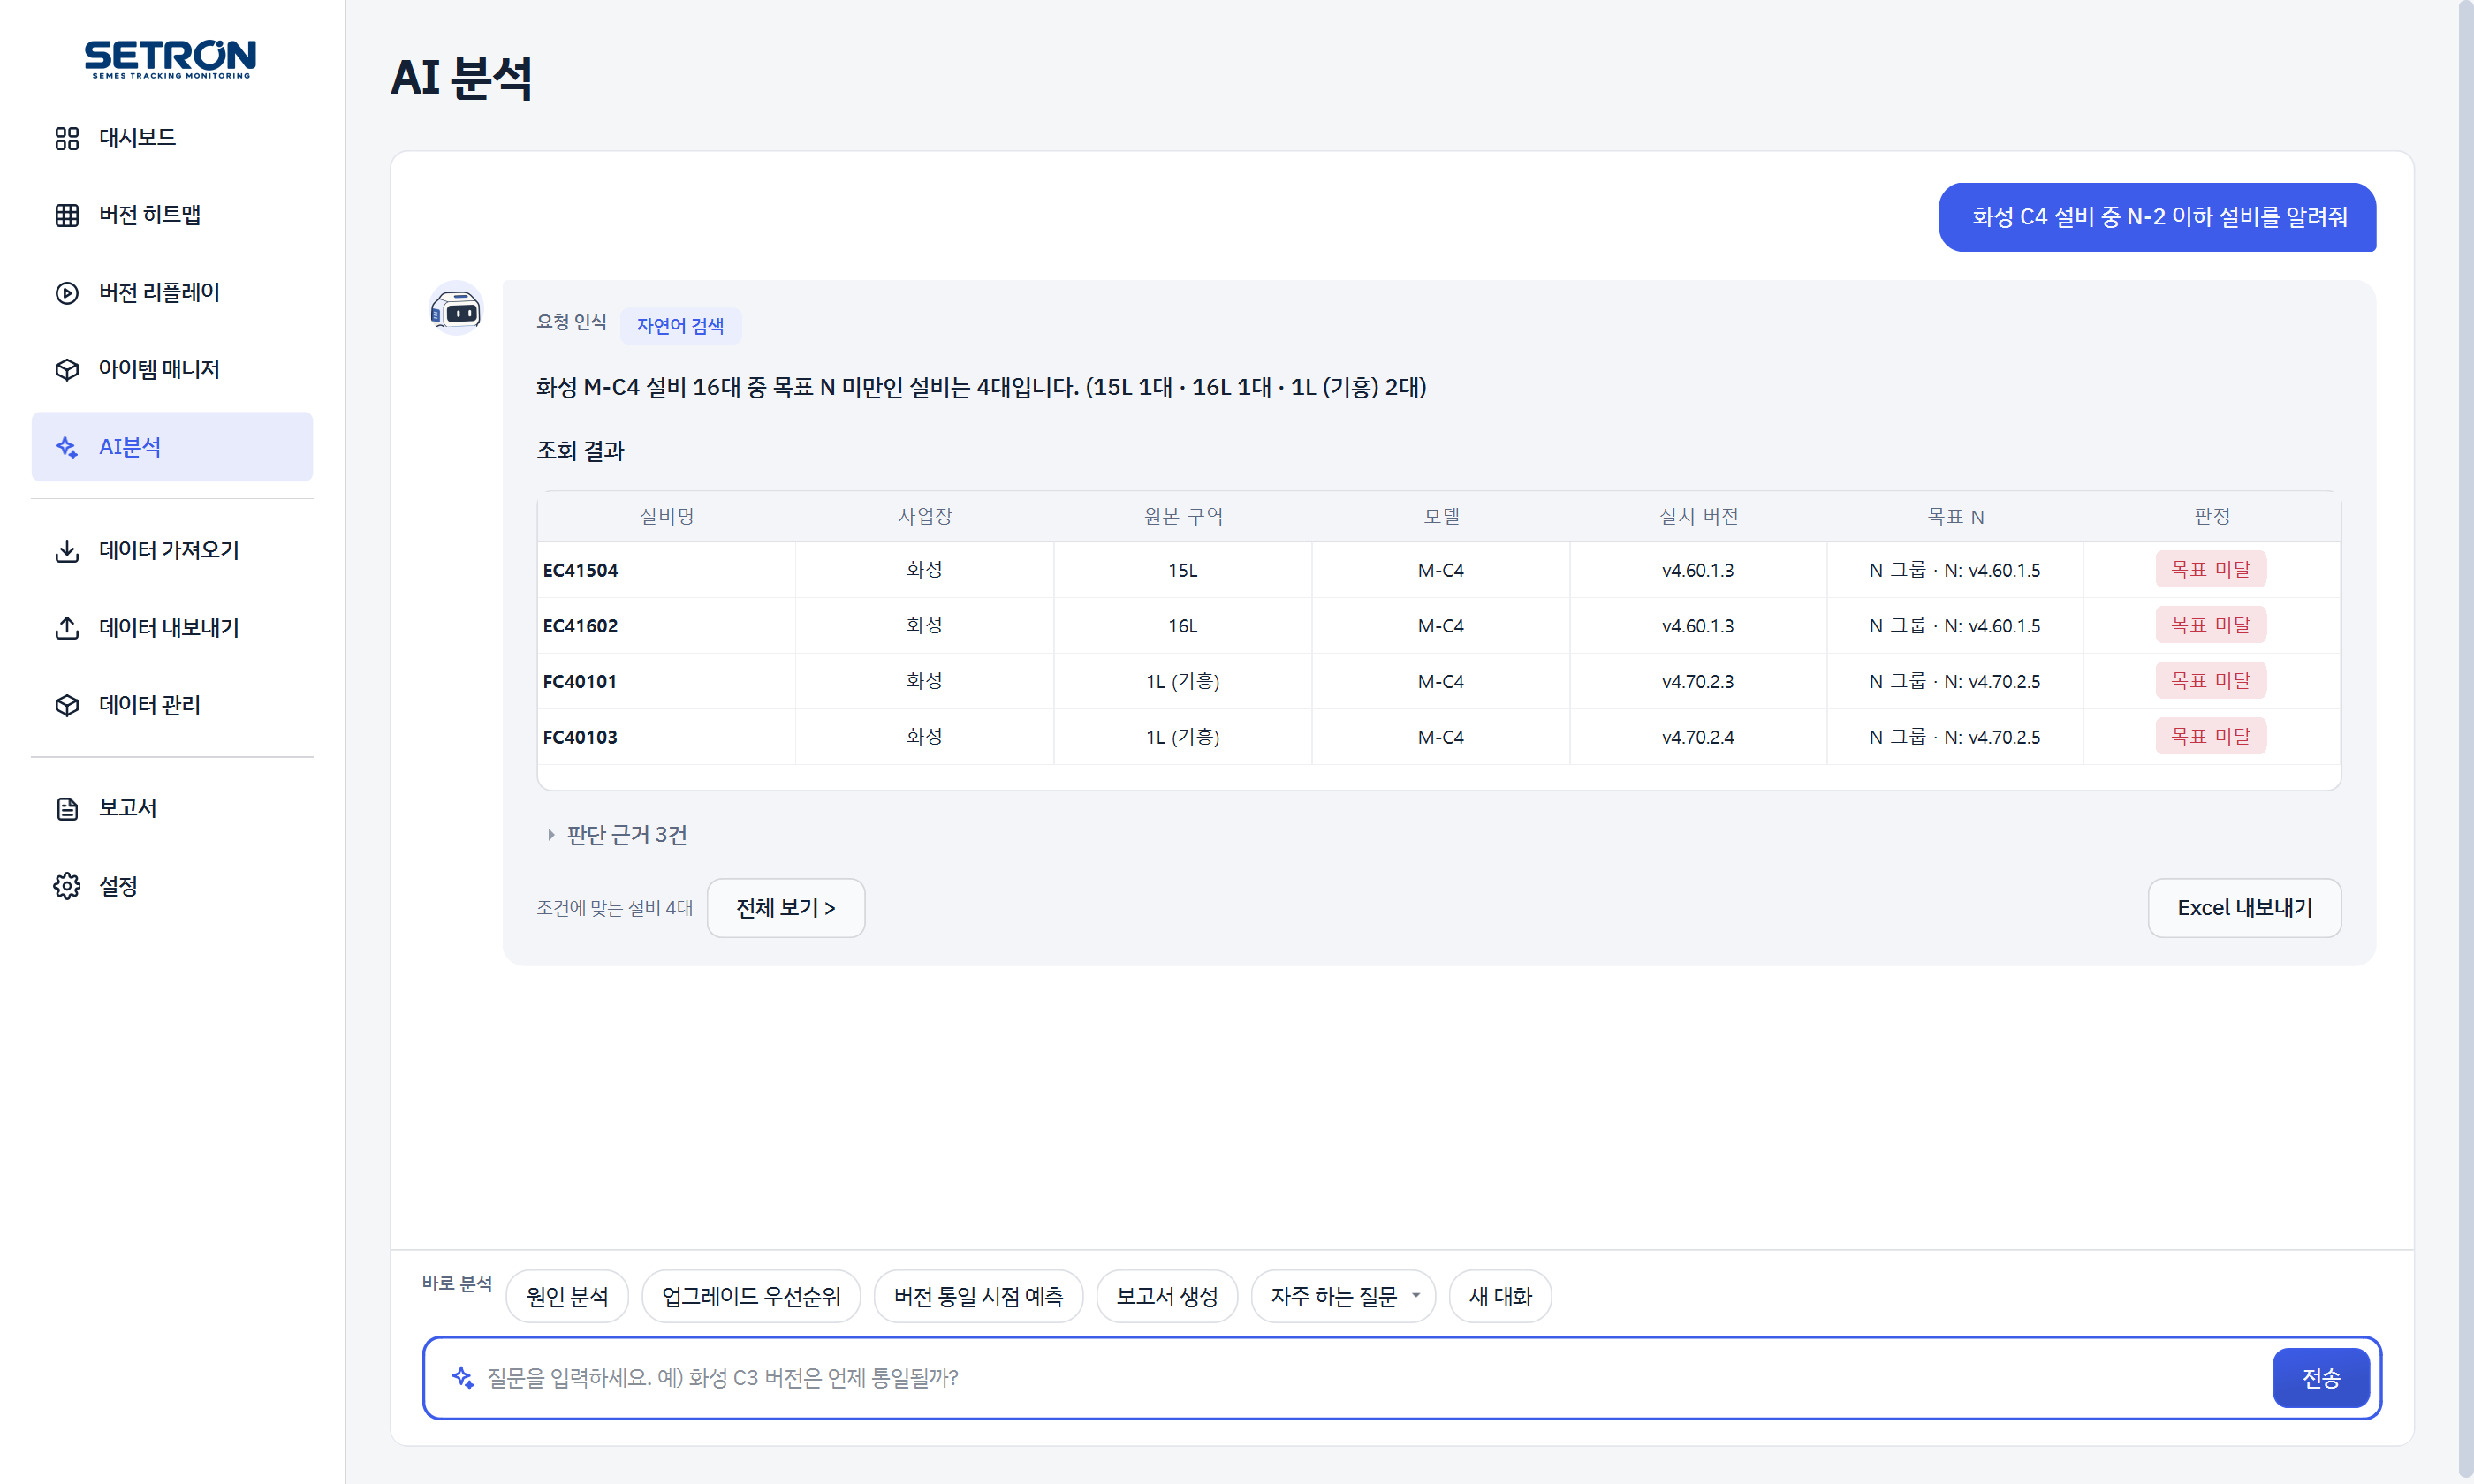 SETRON
SEMES TRACKING MONITORING
대시보드
버전 히트맵
버전 리플레이
아이템 매니저
AI분석
데이터 가져오기
데이터 내보내기
데이터 관리
보고서
설정
AI 분석
화성 C4 설비 중 N-2 이하 설비를 알려줘
요청 인식 자연어 검색
화성 M-C4 설비 16대 중 목표 N 미만인 설비는 4대입니다. (15L 1대 · 16L 1대 · 1L (기흥) 2대)
조회 결과
설비명 사업장 원본 구역 모델 설치 버전 목표 N 판정
EC41504 화성 15L M-C4 v4.60.1.3 N 그룹 · N: v4.60.1.5 목표 미달
EC41602 화성 16L M-C4 v4.60.1.3 N 그룹 · N: v4.60.1.5 목표 미달
FC40101 화성 1L (기흥) M-C4 v4.70.2.3 N 그룹 · N: v4.70.2.5 목표 미달
FC40103 화성 1L (기흥) M-C4 v4.70.2.4 N 그룹 · N: v4.70.2.5 목표 미달
판단 근거 3건
조건에 맞는 설비 4대 전체 보기 > Excel 내보내기
바로 분석 원인 분석 업그레이드 우선순위 버전 통일 시점 예측 보고서 생성 자주 하는 질문 새 대화
질문을 입력하세요. 예) 화성 C3 버전은 언제 통일될까? 전송